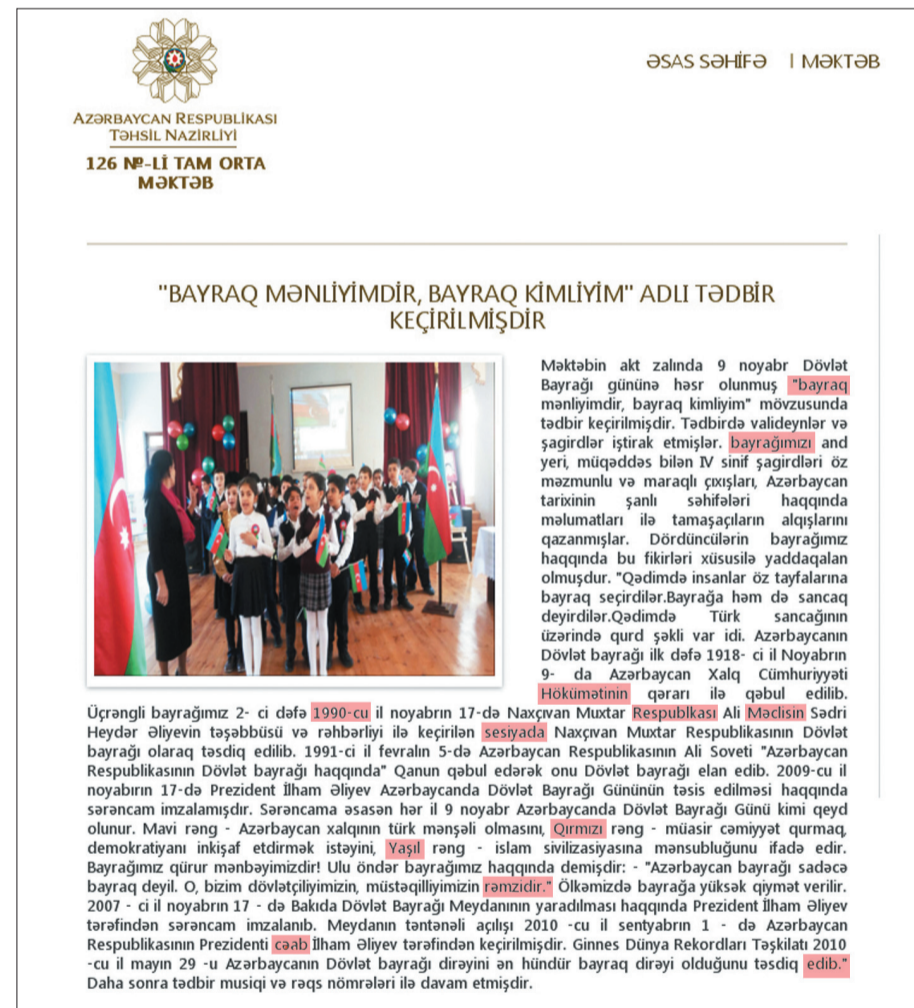 AZƏRBAYCAN RESPUBLİKASI
TƏHSİL NAZİRLİYİ
126 №-Lİ TAM ORTA
MƏKTƏB
ƏSAS SƏHİFƏ | MƏKTƏB
"BAYRAQ MƏNLİYİMDİR, BAYRAQ KİMLİYİM" ADLI TƏDBİR
KEÇİRİLMİŞDİR
Məktəbin akt zalında 9 noyabr Dövlət
Bayrağı gününə həsr olunmuş "bayraq
mənliyimdir, bayraq kimliyim" mövzusunda
tədbir keçirilmişdir. Tədbirdə valideynlər və
şagirdlər iştirak etmişlər. bayrağımızı and
yeri, müqəddəs bilən IV sinif şagirdləri öz
məzmunlu və maraqlı çıxışları, Azərbaycan
tarixinin şanlı səhifələri haqqında
məlumatları ilə tamaşaçıların alqışlarını
qazanmışlar. Dördüncülərin bayrağımız
haqqında bu fikirləri xüsusilə yaddaqalan
olmuşdur. "Qədimdə insanlar öz tayfalarına
bayraq seçirdilər.Bayrağa həm də sancaq
deyirdilər.Qədimdə Türk sancağının
üzərində qurd şəkli var idi. Azərbaycanın
Dövlət bayrağı ilk dəfə 1918- ci il Noyabrın
9- da Azərbaycan Xalq Cümhuriyyəti
Hökümətinin qərarı ilə qəbul edilib.
Üçrəngli bayrağımız 2- ci dəfə 1990-cu il noyabrın 17-də Naxçıvan Muxtar Respublkası Ali Məclisin Sədri
Heydər Əliyevin təşəbbüsü və rəhbərliyi ilə keçirilən sesiyada Naxçıvan Muxtar Respublikasının Dövlət
bayrağı olaraq təsdiq edilib. 1991-ci il fevralın 5-də Azərbaycan Respublikasının Ali Soveti "Azərbaycan
Respublikasının Dövlət bayrağı haqqında" Qanun qəbul edərək onu Dövlət bayrağı elan edib. 2009-cu il
noyabırın 17-də Prezident İlham Əliyev Azərbaycanda Dövlət Bayrağı Gününün təsis edilməsi haqqında
sərəncam imzalamışdır. Sərəncama əsasən hər il 9 noyabr Azərbaycanda Dövlət Bayrağı Günü kimi qeyd
olunur. Mavi rəng - Azərbaycan xalqının türk mənşəli olmasını, Qırmızı rəng - müasir cəmiyyət qurmaq,
demokratiyanı inkişaf etdirmək istəyini, Yaşıl rəng - islam sivilizasiyasına mənsubluğunu ifadə edir.
Bayrağımız qürur mənbəyimizdir! Ulu öndər bayrağımız haqqında demişdir: - "Azərbaycan bayrağı sadəcə
bayraq deyil. O, bizim dövlətçiliyimizin, müstəqilliyimizin rəmzidir." Ölkəmizdə bayrağa yüksək qiymət verilir.
2007 - ci il noyabrın 17 - də Bakıda Dövlət Bayrağı Meydanının yaradılması haqqında Prezident İlham Əliyev
tərəfindən sərəncam imzalanıb. Meydanın təntənəli açılışı 2010 -cu il sentyabrın 1 - də Azərbaycan
Respublikasının Prezidenti cəab İlham Əliyev tərəfindən keçirilmişdir. Ginnes Dünya Rekordları Təşkilatı 2010
-cu il mayın 29 -u Azərbaycanın Dövlət bayrağı dirəyini ən hündür bayraq dirəyi olduğunu təsdiq edib."
Daha sonra tədbir musiqi və rəqs nömrələri ilə davam etmişdir.